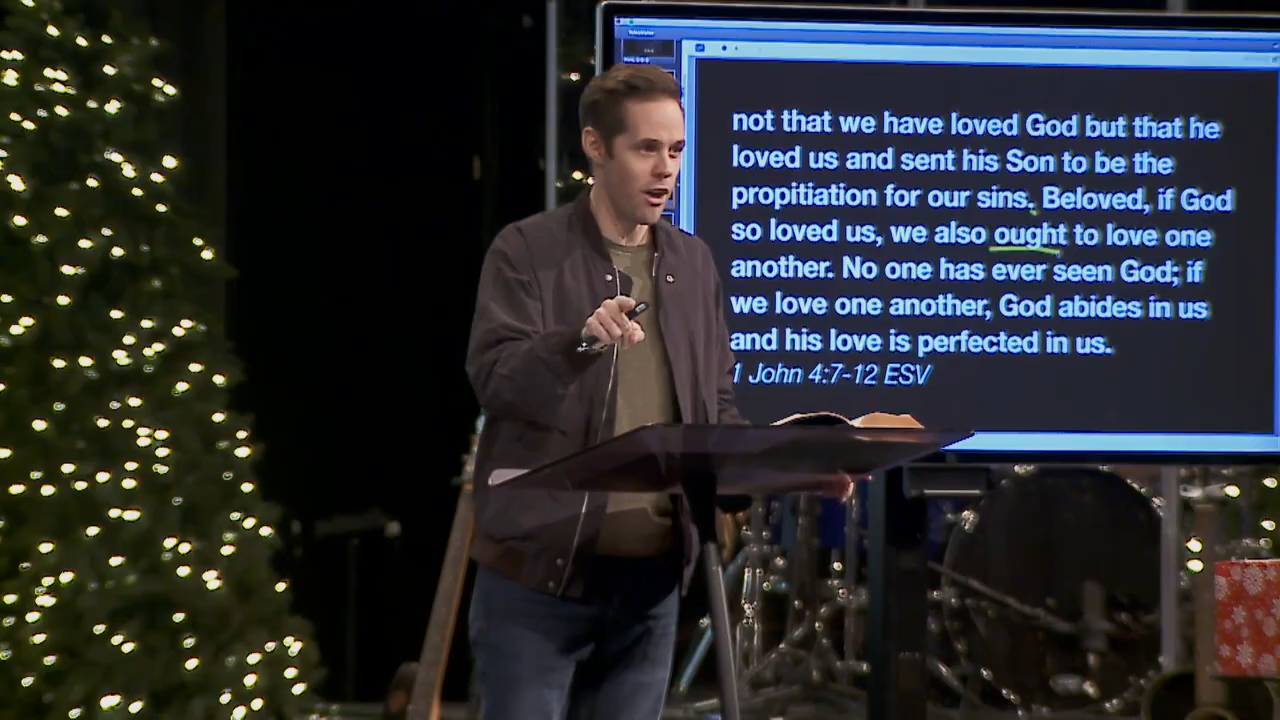 not that we have loved God but that he
loved us and sent his Son to be the
propitiation for our sins. Beloved, if God
so loved us, we also ought to love one
another. No one has ever seen God; if
we love one another, God abides in us
and his love is perfected in us.
1 John 4:7-12 ESV